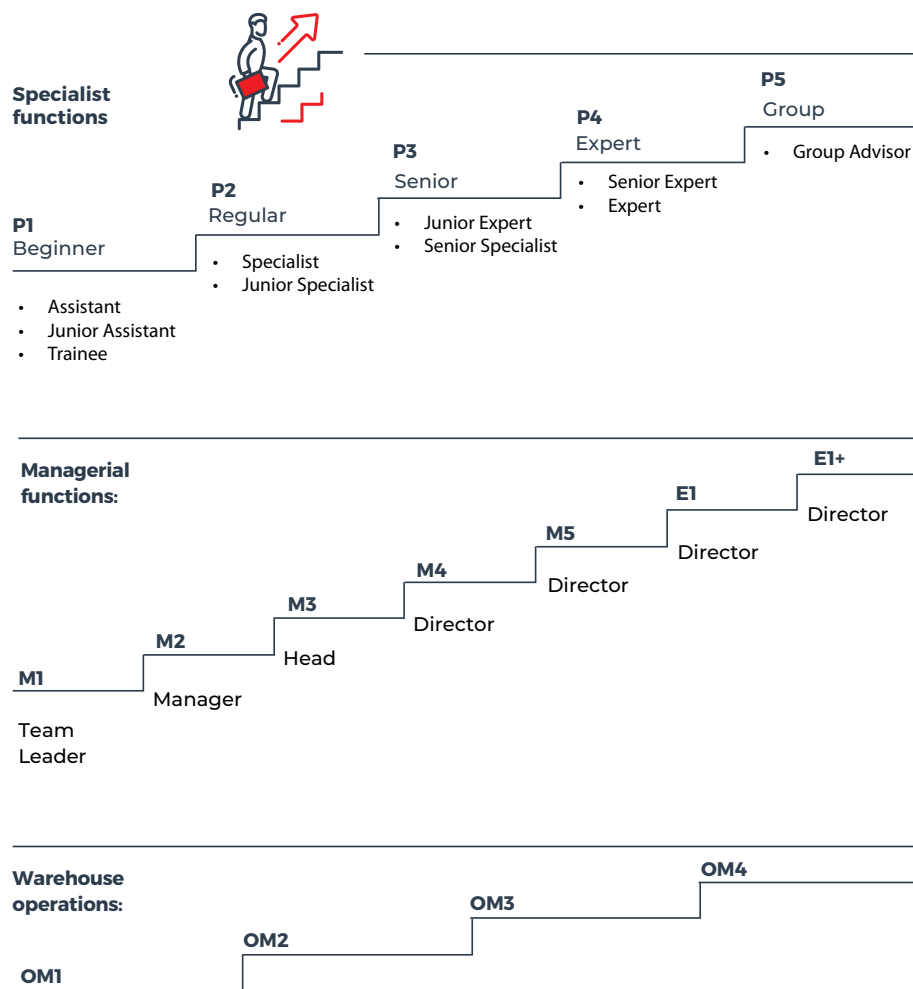 Specialist
functions
P1
Beginner
• Assistant
• Junior Assistant
• Trainee
P2
Regular
• Specialist
• Junior Specialist
P3
Senior
• Junior Expert
• Senior Specialist
P4
Expert
• Senior Expert
• Expert
P5
Group
• Group Advisor
Managerial
functions:
M1
Team
Leader
M2
Manager
M3
Head
M4
Director
M5
Director
E1
Director
E1+
Director
Warehouse
operations:
OM1
OM2
OM3
OM4